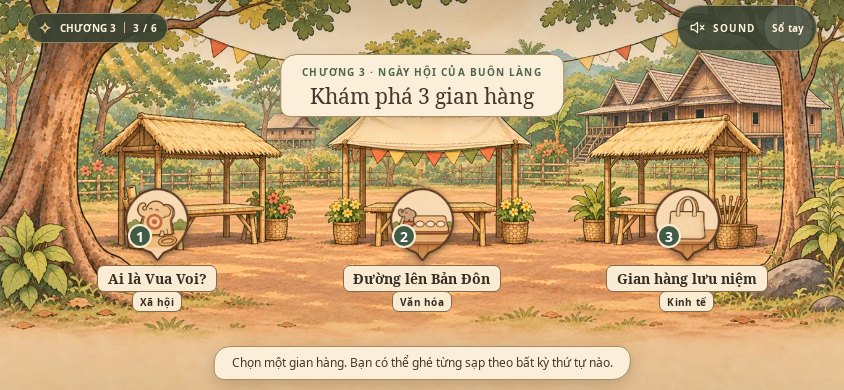 CHƯƠNG 3 | 3 / 6
SOUND
Sổ tay
CHƯƠNG 3 · NGÀY HỘI CỦA BUÔN LÀNG
Khám phá 3 gian hàng
1
2
3
Ai là Vua Voi?
Đường lên Bản Đôn
Gian hàng lưu niệm
Xã hội
Văn hóa
Kinh tế
Chọn một gian hàng. Bạn có thể ghé từng sạp theo bất kỳ thứ tự nào.